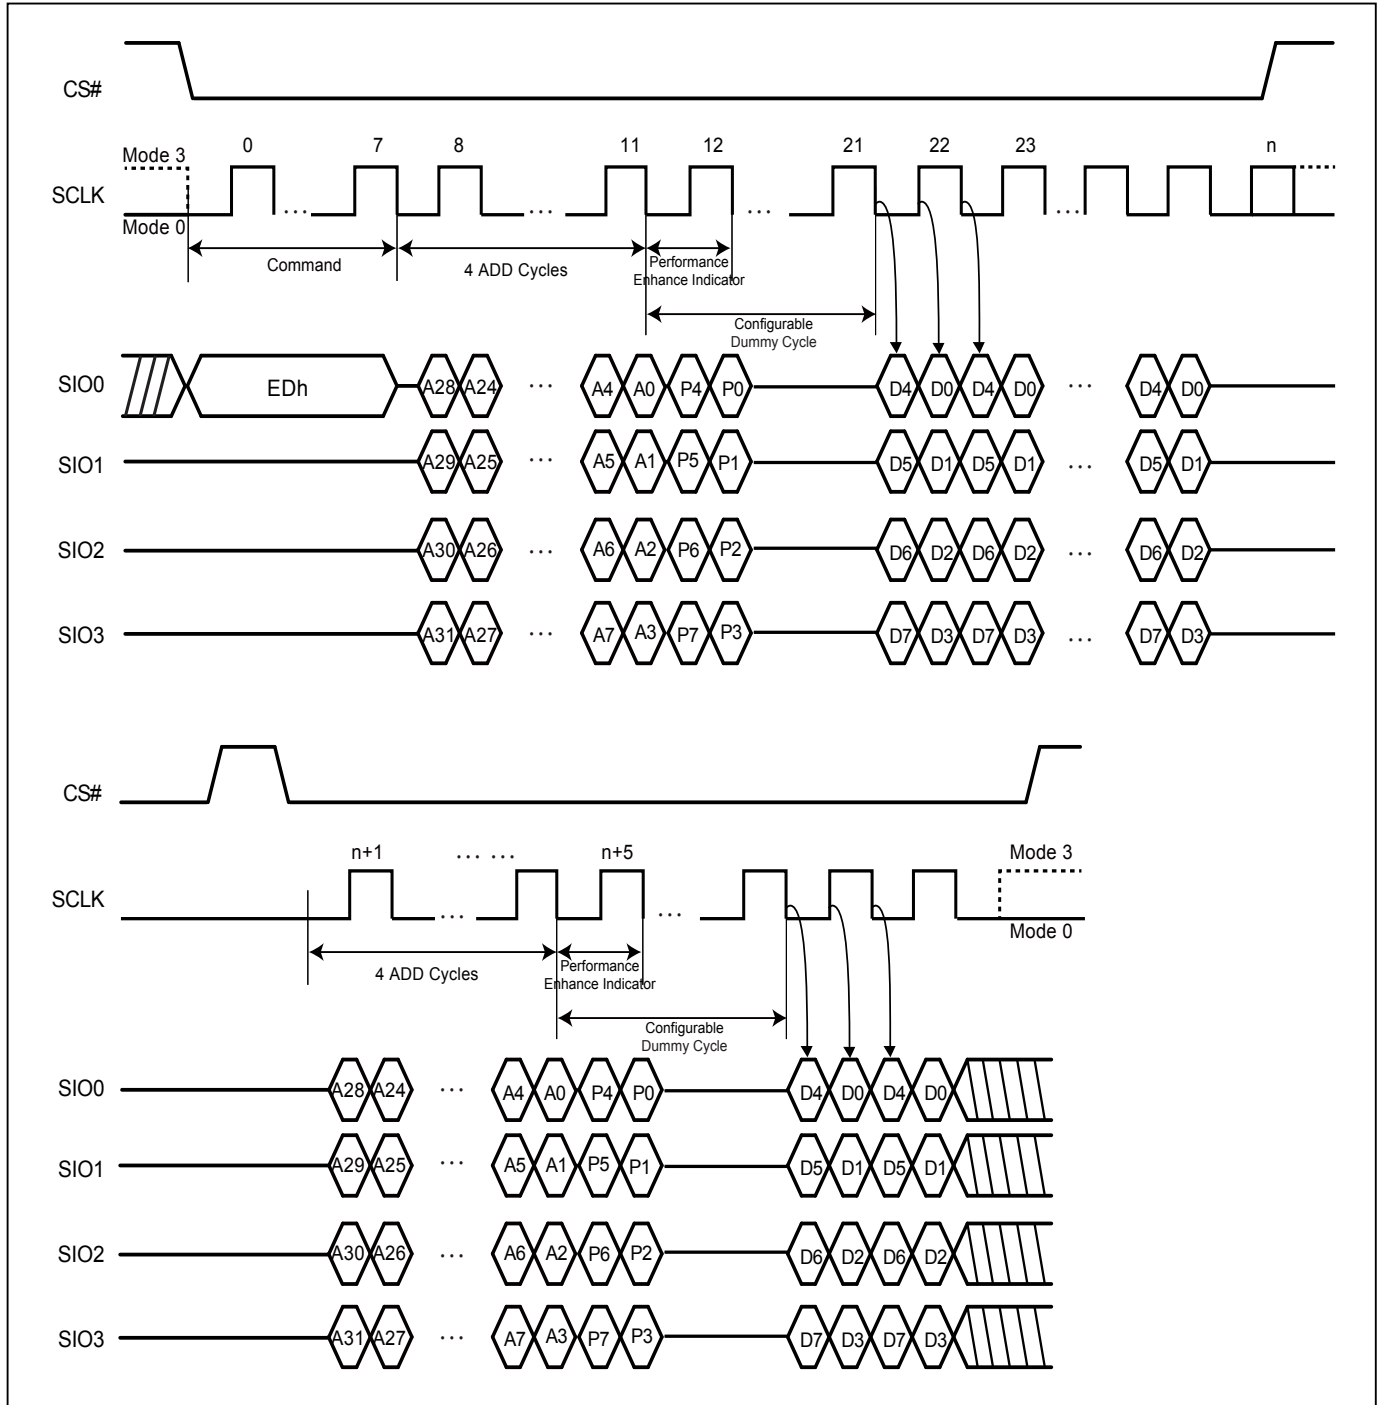 CS#
0 7 8 11 12 21 22 23 n
Mode 3
SCLK
... ... ... ...
Mode 0
Command
4 ADD Cycles
Performance
Enhance Indicator
Configurable
Dummy Cycle
SIO0 EDh A28 A24 ... A4 A0 P4 P0 D4 D0 D4 D0 ... D4 D0
SIO1 A29 A25 ... A5 A1 P5 P1 D5 D1 D5 D1 ... D5 D1
SIO2 A30 A26 ... A6 A2 P6 P2 D6 D2 D6 D2 ... D6 D2
SIO3 A31 A27 ... A7 A3 P7 P3 D7 D3 D7 D3 ... D7 D3
CS#
n+1 ... ... n+5 Mode 3
SCLK
... ...
Mode 0
4 ADD Cycles
Performance
Enhance Indicator
Configurable
Dummy Cycle
SIO0 A28 A24 ... A4 A0 P4 P0 D4 D0 D4 D0
SIO1 A29 A25 ... A5 A1 P5 P1 D5 D1 D5 D1
SIO2 A30 A26 ... A6 A2 P6 P2 D6 D2 D6 D2
SIO3 A31 A27 ... A7 A3 P7 P3 D7 D3 D7 D3